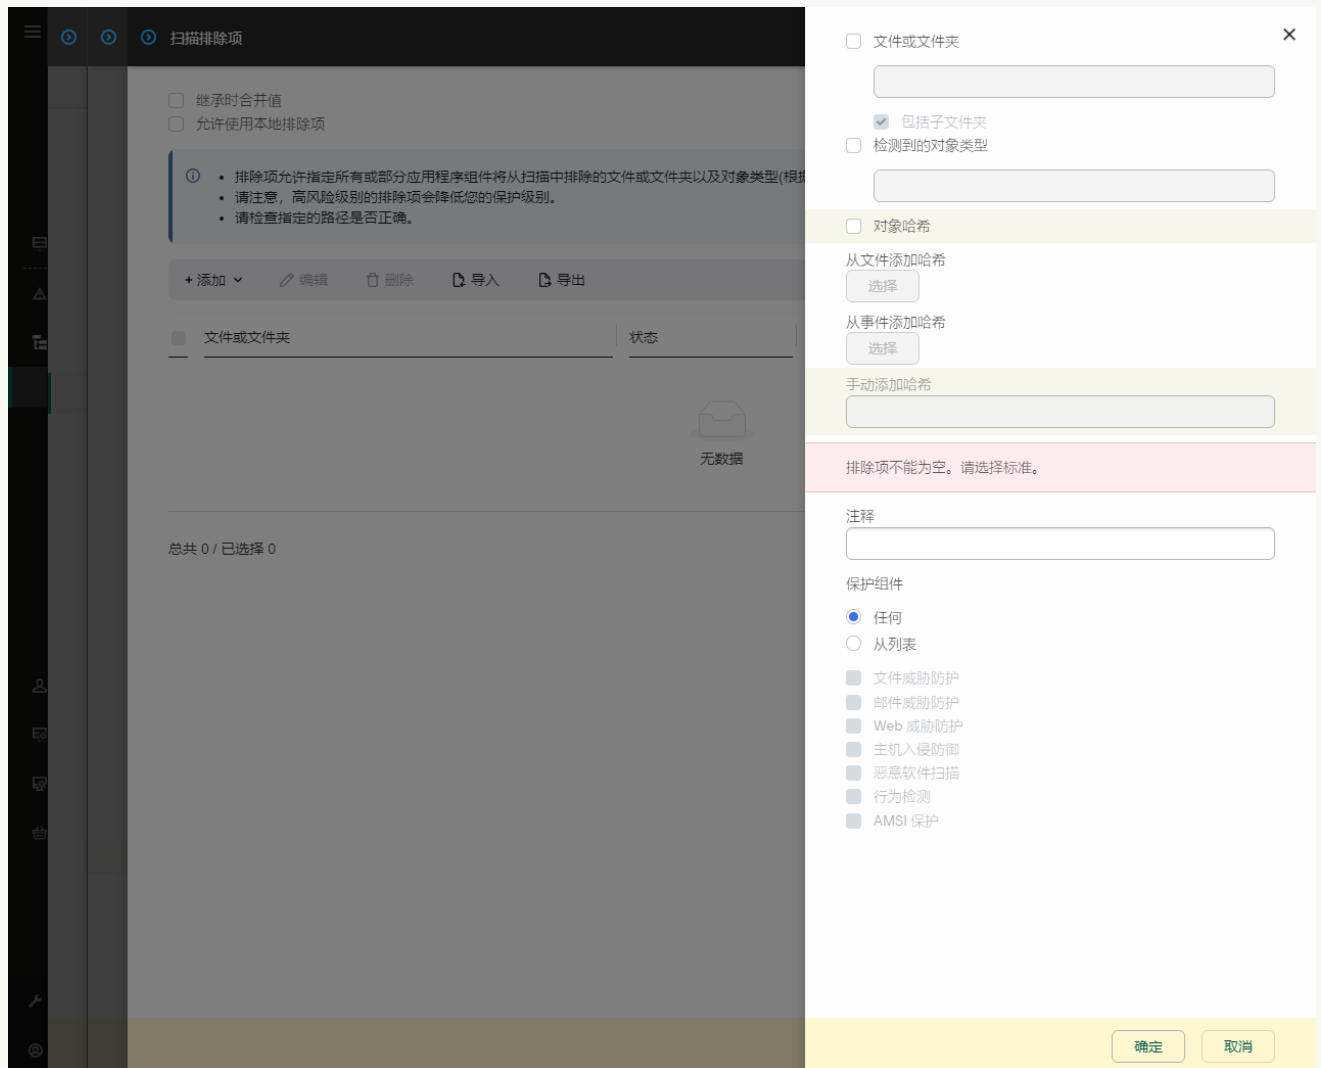 扫描排除项
继承时合并值
允许使用本地排除项
• 排除项允许指定所有或部分应用程序组件将从扫描中排除的文件或文件夹以及对象类型(根据
• 请注意，高风险级别的排除项会降低您的保护级别。
• 请检查指定的路径是否正确。
+ 添加 编辑 删除 导入 导出
文件或文件夹 状态
无数据
总共 0 / 已选择 0
文件或文件夹
包括子文件夹
检测到的对象类型
对象哈希
从文件添加哈希
选择
从事件添加哈希
选择
手动添加哈希
排除项不能为空。请选择标准。
注释
保护组件
任何
从列表
文件威胁防护
邮件威胁防护
Web 威胁防护
主机入侵防御
恶意软件扫描
行为检测
AMSI 保护
确定 取消